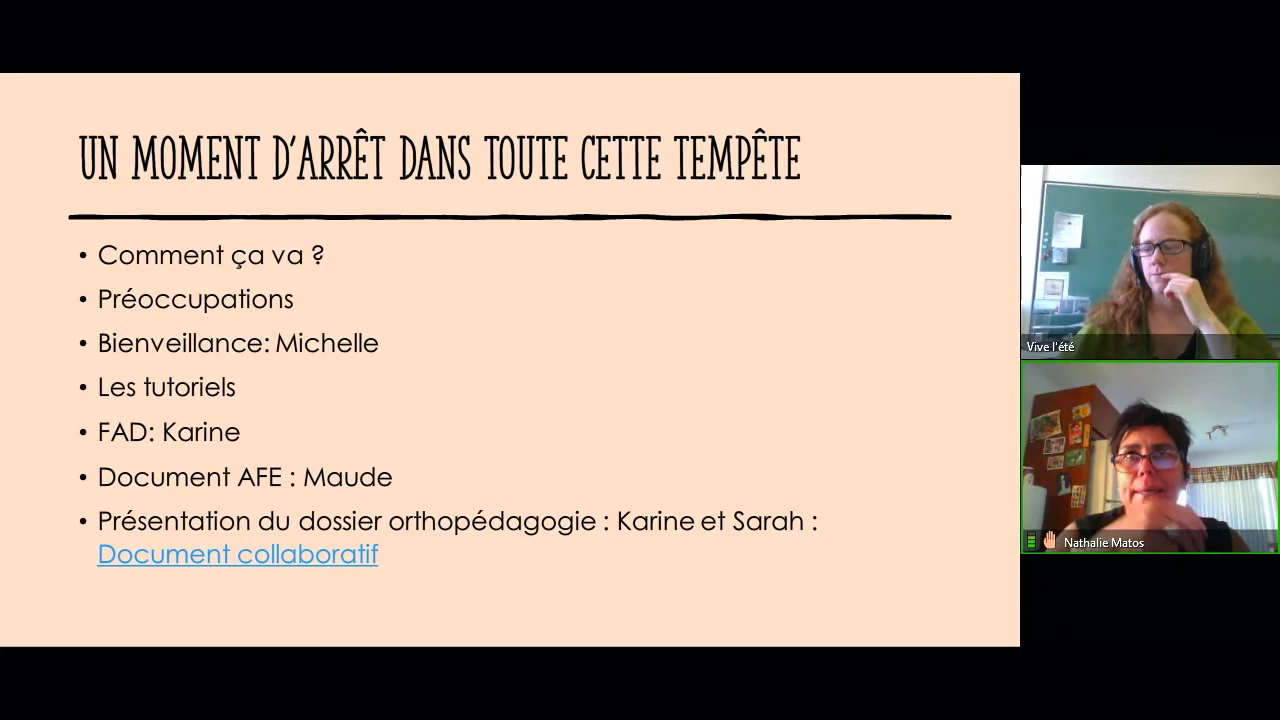 UN MOMENT D'ARRÊT DANS TOUTE CETTE TEMPÊTE
• Comment ça va ?
• Préoccupations
• Bienveillance: Michelle
• Les tutoriels
• FAD: Karine
• Document AFE : Maude
• Présentation du dossier orthopédagogie : Karine et Sarah :
Document collaboratif
Vive l'été
Nathalie Matos